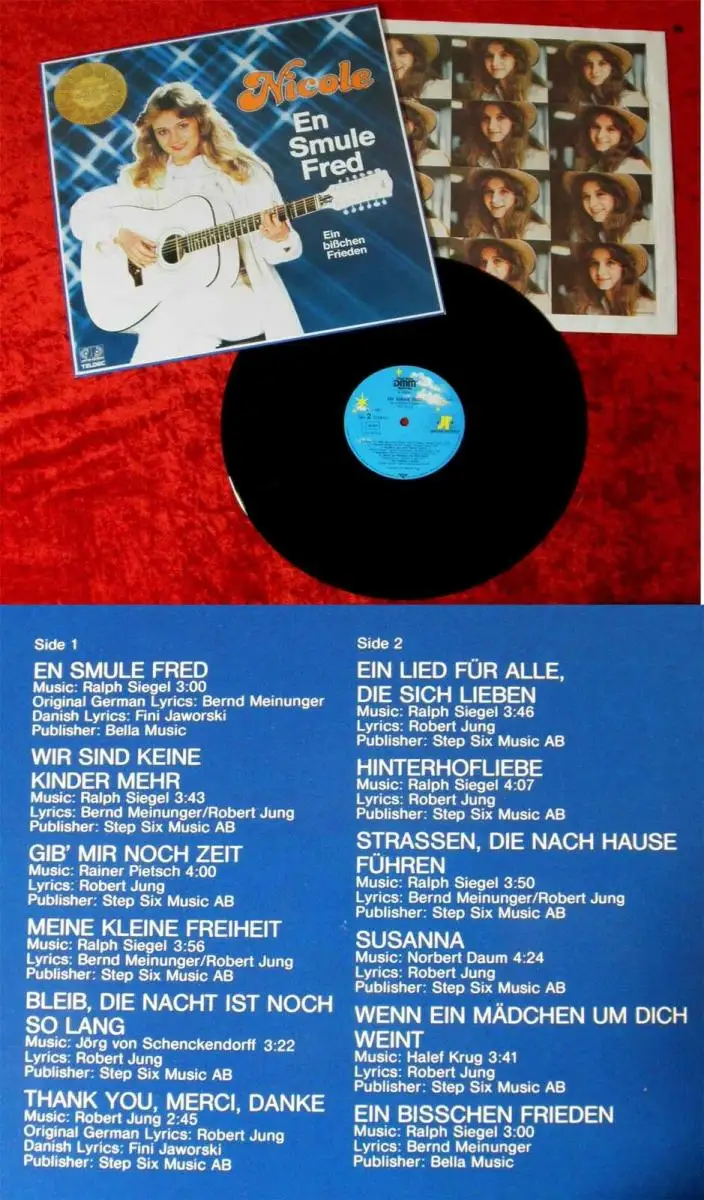 Nicole
En
Smule
Fred
Ein
bißchen
Frieden
TELDEC
DMM
EN SMULE FRED
2
Side 1
EN SMULE FRED
Music: Ralph Siegel 3:00
Original German Lyrics: Bernd Meinunger
Danish Lyrics: Fini Jaworski
Publisher: Bella Music
WIR SIND KEINE
KINDER MEHR
Music: Ralph Siegel 3:43
Lyrics: Bernd Meinunger/Robert Jung
Publisher: Step Six Music AB
GIB' MIR NOCH ZEIT
Music: Rainer Pietsch 4:00
Lyrics: Robert Jung
Publisher: Step Six Music AB
MEINE KLEINE FREIHEIT
Music: Ralph Siegel 3:56
Lyrics: Bernd Meinunger/Robert Jung
Publisher: Step Six Music AB
BLEIB, DIE NACHT IST NOCH
SO LANG
Music: Jörg von Schenckendorff 3:22
Lyrics: Robert Jung
Publisher: Step Six Music AB
THANK YOU, MERCI, DANKE
Music: Robert Jung 2:45
Original German Lyrics: Robert Jung
Danish Lyrics: Fini Jaworski
Publisher: Step Six Music AB
Side 2
EIN LIED FÜR ALLE,
DIE SICH LIEBEN
Music: Ralph Siegel 3:46
Lyrics: Robert Jung
Publisher: Step Six Music AB
HINTERHOFLIEBE
Music: Ralph Siegel 4:07
Lyrics: Robert Jung
Publisher: Step Six Music AB
STRASSEN, DIE NACH HAUSE
FÜHREN
Music: Ralph Siegel 3:50
Lyrics: Bernd Meinunger/Robert Jung
Publisher: Step Six Music AB
SUSANNA
Music: Norbert Daum 4:24
Lyrics: Robert Jung
Publisher: Step Six Music AB
WENN EIN MÄDCHEN UM DICH
WEINT
Music: Halef Krug 3:41
Lyrics: Robert Jung
Publisher: Step Six Music AB
EIN BISSCHEN FRIEDEN
Music: Ralph Siegel 3:00
Lyrics: Bernd Meinunger
Publisher: Bella Music